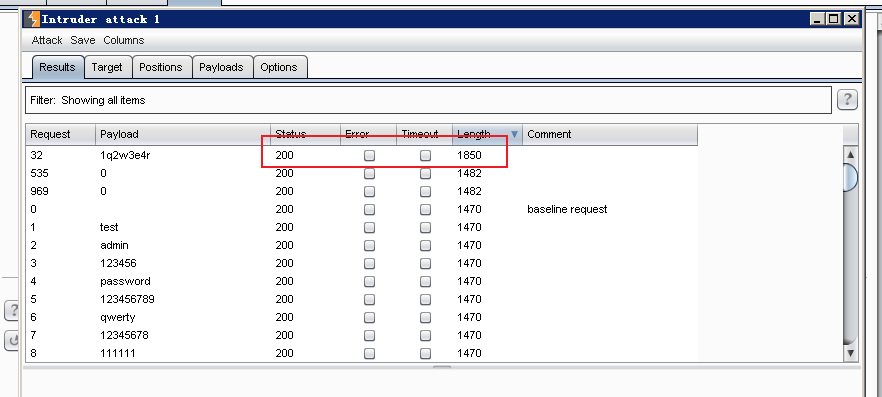 Intruder attack 1
Attack Save Columns
Results Target Positions Payloads Options
Filter: Showing all items
?
Request Payload Status Error Timeout Length Comment
32 1q2w3e4r 200 1850
535 0 200 1482
969 0 200 1482
0 200 1470 baseline request
1 test 200 1470
2 admin 200 1470
3 123456 200 1470
4 password 200 1470
5 123456789 200 1470
6 qwerty 200 1470
7 12345678 200 1470
8 111111 200 1470
?